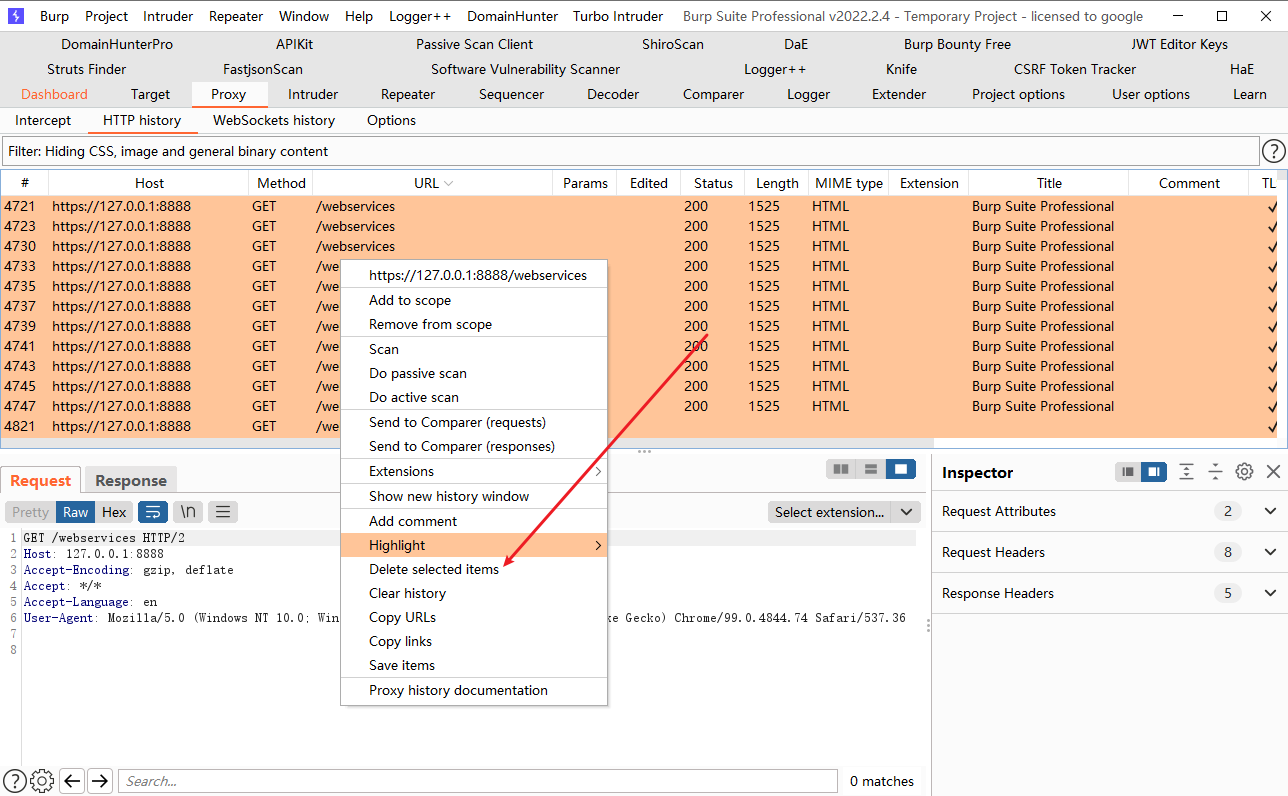 Burp Project Intruder Repeater Window Help Logger++ DomainHunter Turbo Intruder Burp Suite Professional v2022.2.4 - Temporary Project - licensed to google
DomainHunterPro APIKit Passive Scan Client ShiroScan DaE Burp Bounty Free JWT Editor Keys
Struts Finder FastjsonScan Software Vulnerability Scanner Logger++ Knife CSRF Token Tracker HaE
Dashboard Target Proxy Intruder Repeater Sequencer Decoder Comparer Logger Extender Project options User options Learn
Intercept HTTP history WebSockets history Options
Filter: Hiding CSS, image and general binary content
# Host Method URL Params Edited Status Length MIME type Extension Title Comment TL
4721 https://127.0.0.1:8888 GET /webservices 200 1525 HTML Burp Suite Professional
4723 https://127.0.0.1:8888 GET /webservices 200 1525 HTML Burp Suite Professional
4730 https://127.0.0.1:8888 GET /webservices 200 1525 HTML Burp Suite Professional
4733 https://127.0.0.1:8888 GET /we 200 1525 HTML Burp Suite Professional
4735 https://127.0.0.1:8888 GET /we 200 1525 HTML Burp Suite Professional
4737 https://127.0.0.1:8888 GET /we 200 1525 HTML Burp Suite Professional
4739 https://127.0.0.1:8888 GET /we 200 1525 HTML Burp Suite Professional
4741 https://127.0.0.1:8888 GET /we 200 1525 HTML Burp Suite Professional
4743 https://127.0.0.1:8888 GET /we 200 1525 HTML Burp Suite Professional
4745 https://127.0.0.1:8888 GET /we 200 1525 HTML Burp Suite Professional
4747 https://127.0.0.1:8888 GET /we 200 1525 HTML Burp Suite Professional
4821 https://127.0.0.1:8888 GET /we
https://127.0.0.1:8888/webservices
Add to scope
Remove from scope
Scan
Do passive scan
Do active scan
Send to Comparer (requests)
Send to Comparer (responses)
Extensions
Show new history window
Add comment
Highlight
Delete selected items
Clear history
Copy URLs
Copy links
Save items
Proxy history documentation
Request Response
Pretty Raw Hex \n Select extension...
1 GET /webservices HTTP/2
2 Host: 127.0.0.1:8888
3 Accept-Encoding: gzip, deflate
4 Accept: */*
5 Accept-Language: en
6 User-Agent: Mozilla/5.0 (Windows NT 10.0; Win ke Gecko) Chrome/99.0.4844.74 Safari/537.36
7
8
Inspector
Request Attributes 2
Request Headers 8
Response Headers 5
Search... 0 matches